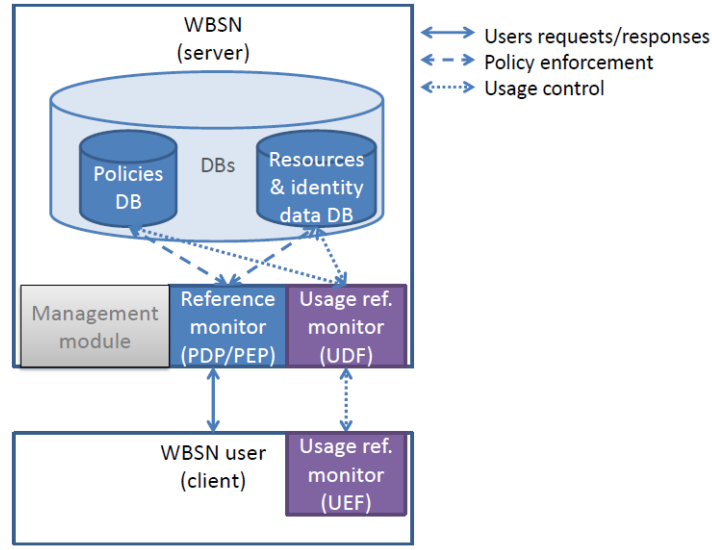 WBSN
(server)
Users requests/responses
Policy enforcement
Usage control
DBs
Policies
DB
Resources
& identity
data DB
Management
module
Reference
monitor
(PDP/PEP)
Usage ref.
monitor
(UDF)
WBSN user
(client)
Usage ref.
monitor
(UEF)